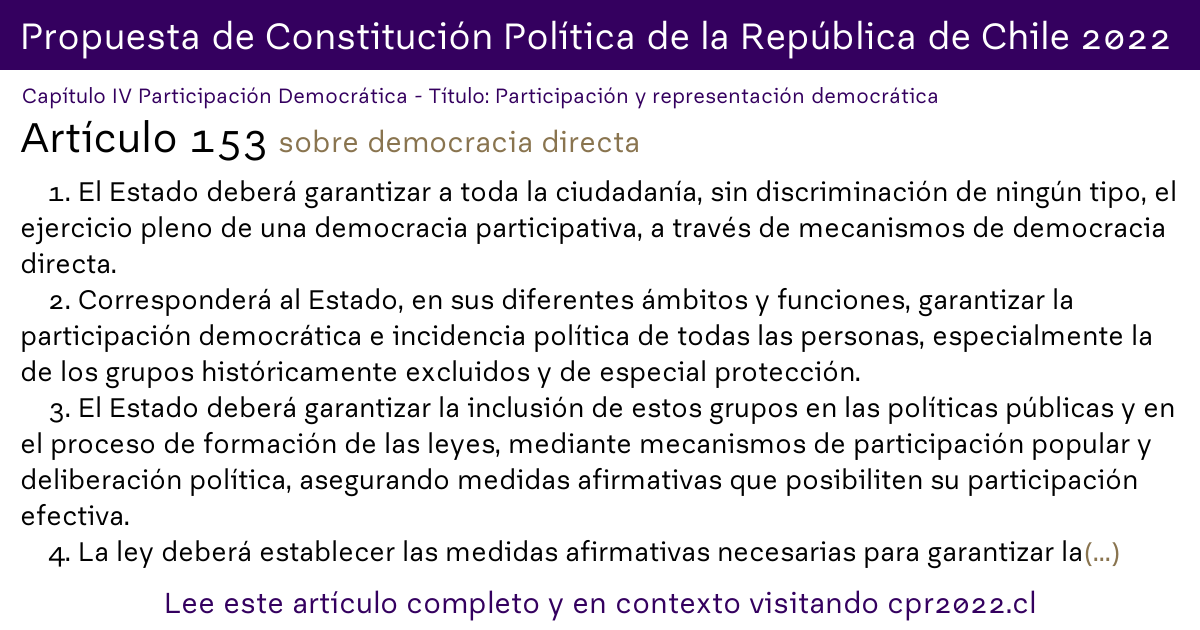 Propuesta de Constitución Política de la República de Chile 2022
Capítulo IV Participación Democrática - Título: Participación y representación democrática
Artículo 153 sobre democracia directa
1. El Estado deberá garantizar a toda la ciudadanía, sin discriminación de ningún tipo, el
ejercicio pleno de una democracia participativa, a través de mecanismos de democracia
directa.
2. Corresponderá al Estado, en sus diferentes ámbitos y funciones, garantizar la
participación democrática e incidencia política de todas las personas, especialmente la
de los grupos históricamente excluidos y de especial protección.
3. El Estado deberá garantizar la inclusión de estos grupos en las políticas públicas y en
el proceso de formación de las leyes, mediante mecanismos de participación popular y
deliberación política, asegurando medidas afirmativas que posibiliten su participación
efectiva.
4. La ley deberá establecer las medidas afirmativas necesarias para garantizar la(...)
Lee este artículo completo y en contexto visitando cpr2022.cl